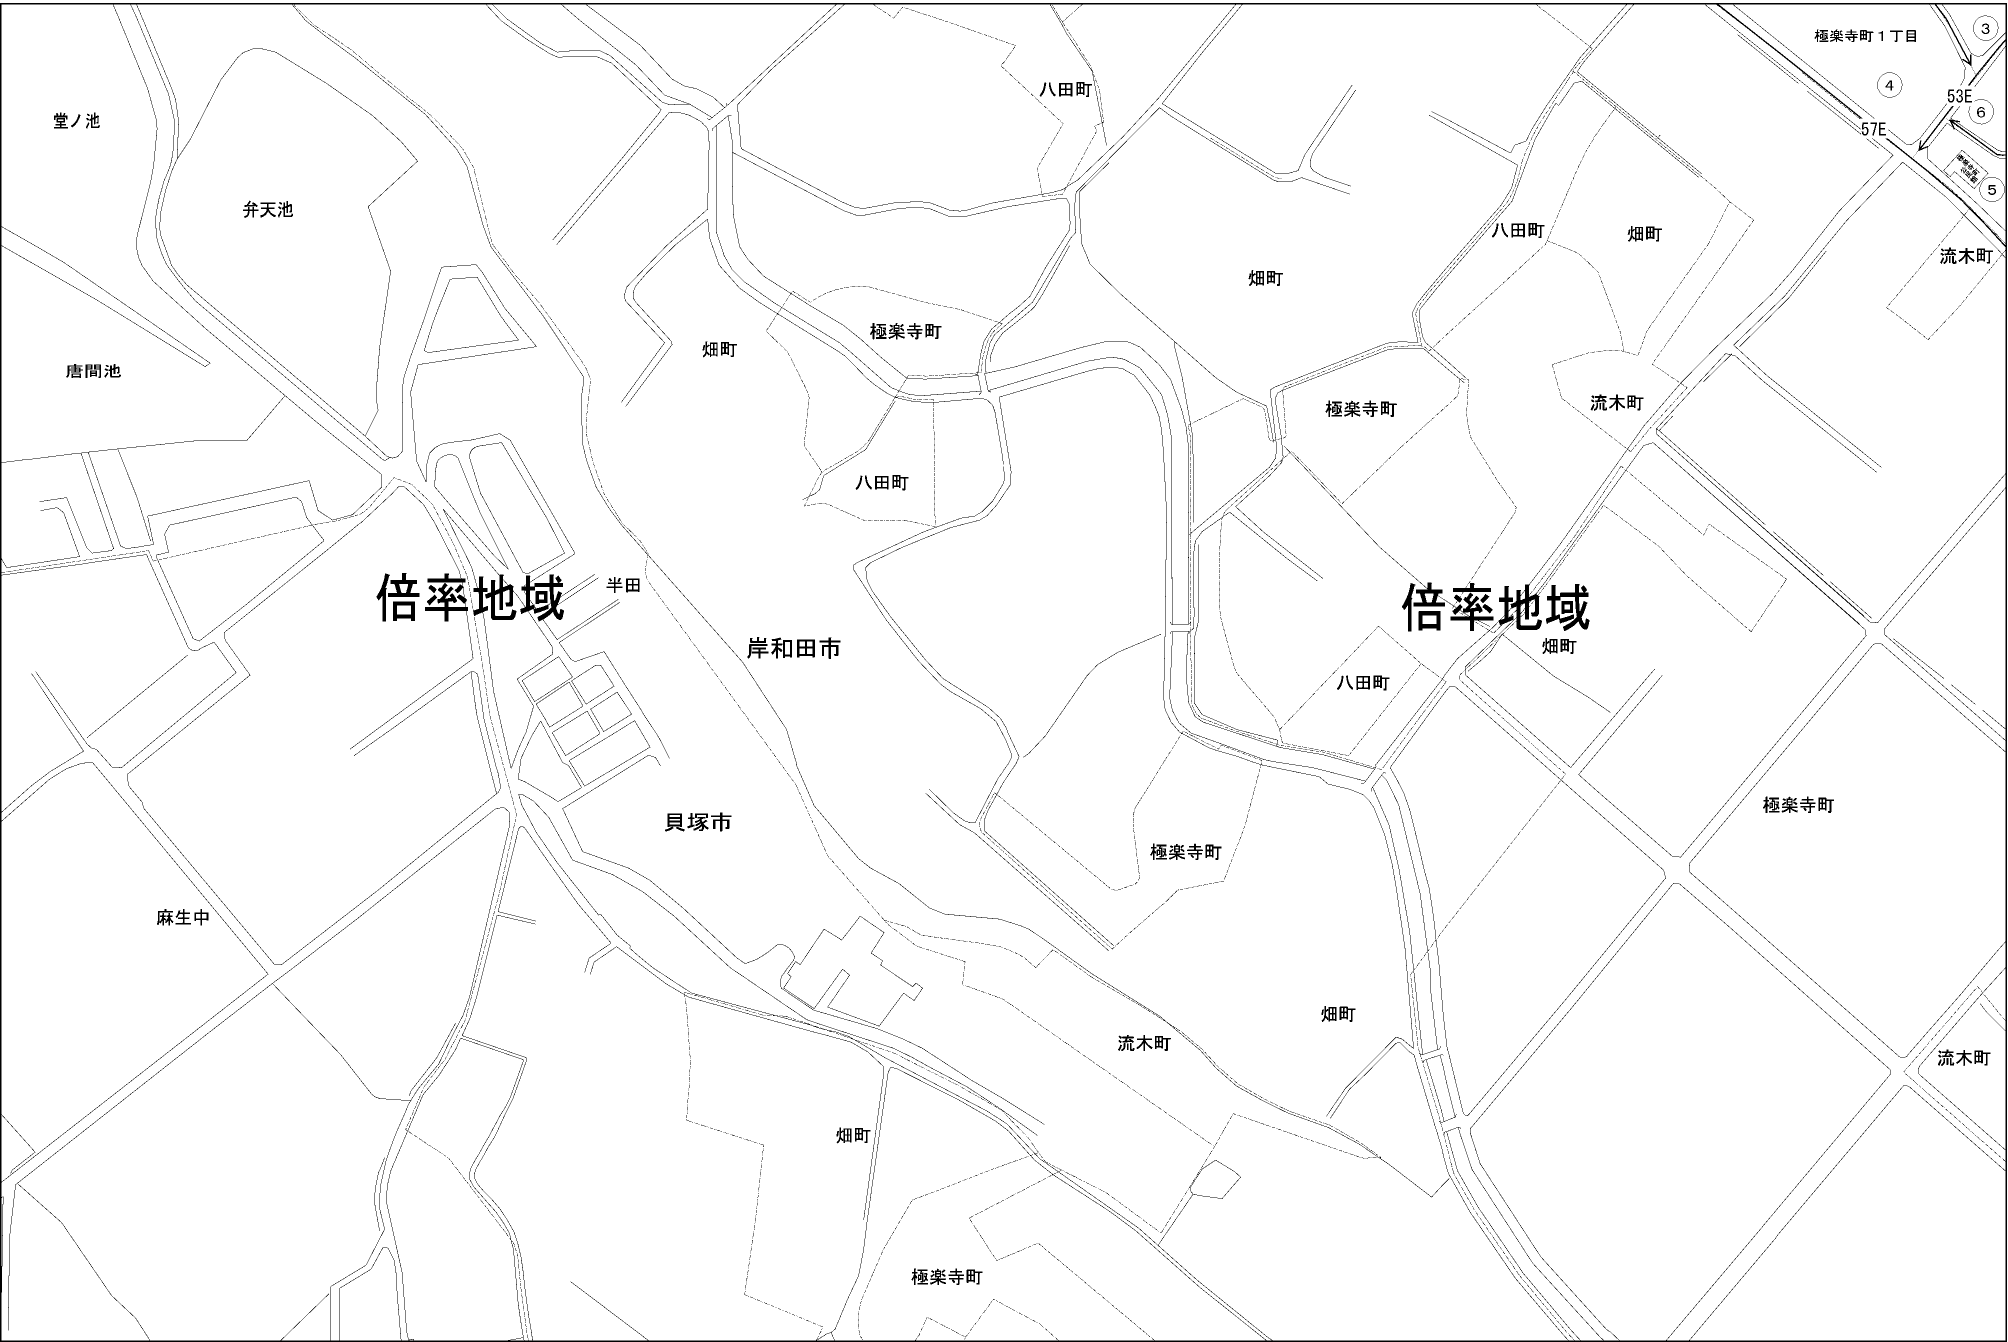 極楽寺町1丁目
③
④
53E
⑥
57E
⑤
八田町
堂ノ池
弁天池
八田町
畑町
流木町
畑町
極楽寺町
畑町
唐間池
極楽寺町
流木町
八田町
倍率地域
半田
倍率地域
岸和田市
畑町
八田町
極楽寺町
貝塚市
極楽寺町
麻生中
畑町
流木町
流木町
畑町
極楽寺町